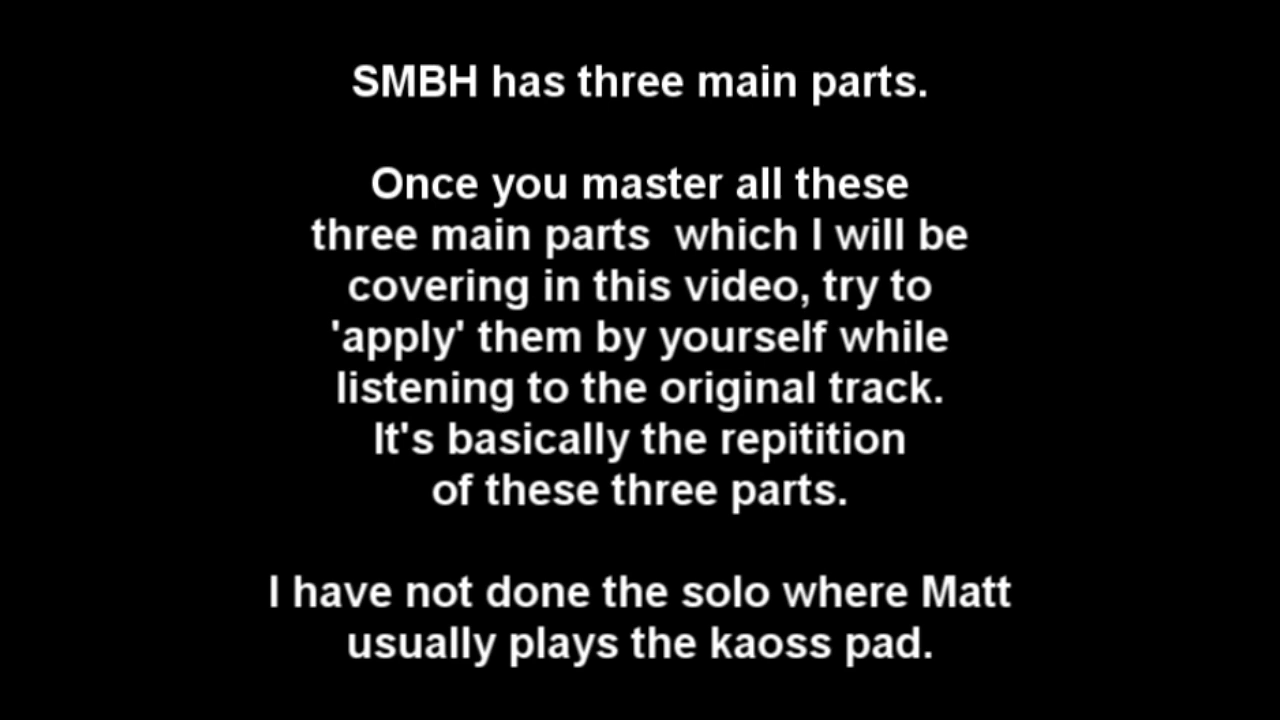 SMBH has three main parts.
Once you master all these
three main parts  which I will be
covering in this video, try to
'apply' them by yourself while
listening to the original track.
It's basically the repitition
of these three parts.
I have not done the solo where Matt
usually plays the kaoss pad.